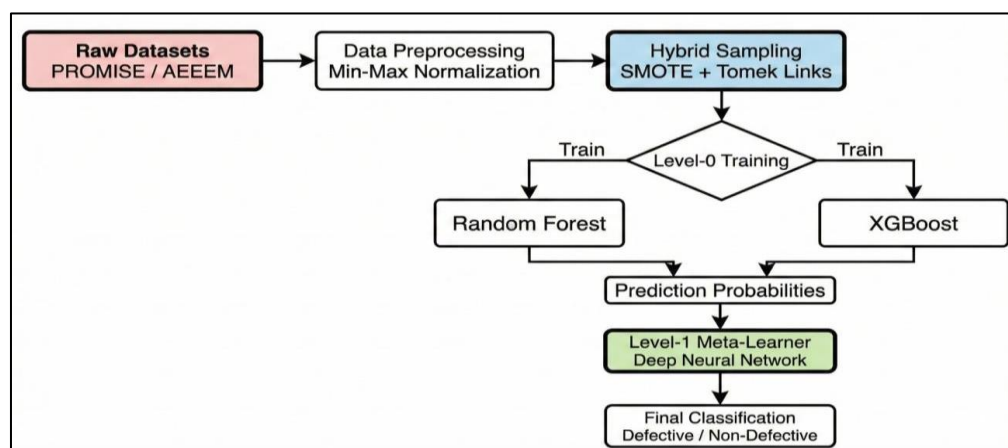 Raw Datasets
PROMISE / AEEEM
Data Preprocessing
Min-Max Normalization
Hybrid Sampling
SMOTE + Tomek Links
Train
Level-0 Training
Train
Random Forest
XGBoost
Prediction Probabilities
Level-1 Meta-Learner
Deep Neural Network
Final Classification
Defective / Non-Defective